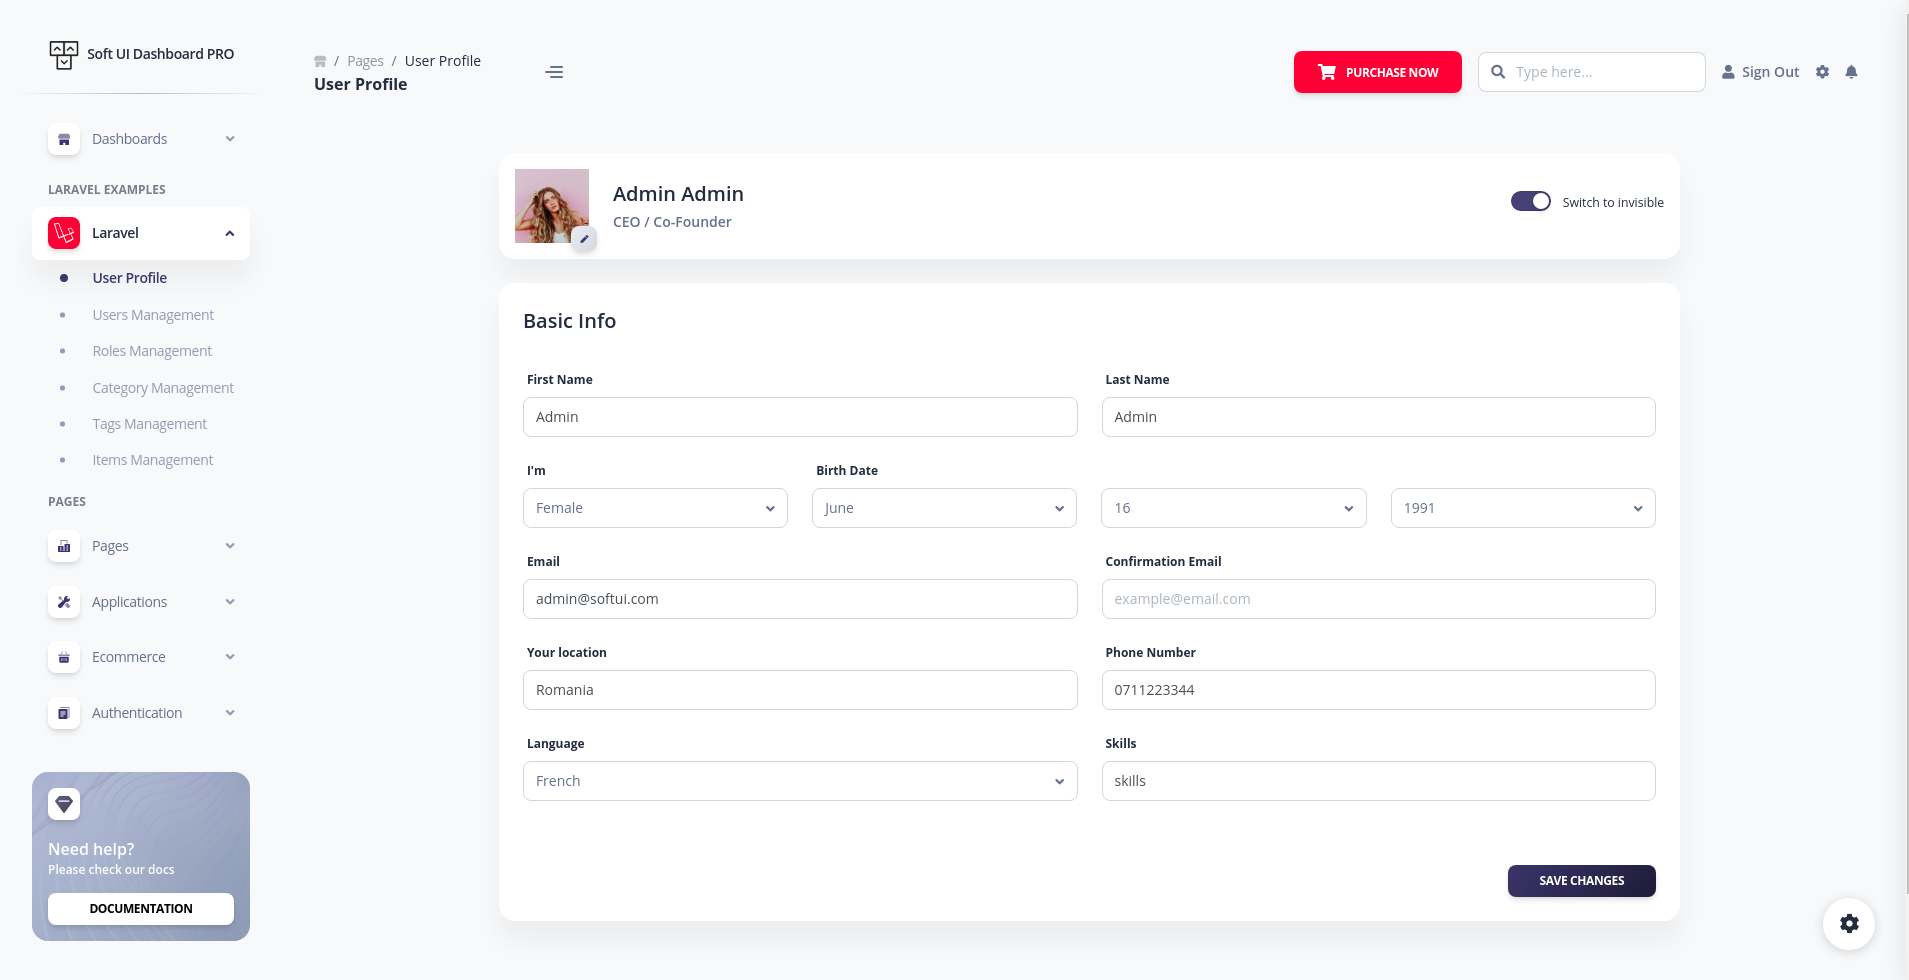 Soft UI Dashboard PRO
Dashboards
LARAVEL EXAMPLES
Laravel
User Profile
Users Management
Roles Management
Category Management
Tags Management
Items Management
PAGES
Pages
Applications
Ecommerce
Authentication
Need help?
Please check our docs
DOCUMENTATION
/ Pages / User Profile
User Profile
PURCHASE NOW
Type here...
Sign Out
Admin Admin
CEO / Co-Founder
Switch to invisible
Basic Info
First Name
Last Name
Admin
Admin
I'm
Birth Date
Female
June
16
1991
Email
Confirmation Email
admin@softui.com
example@email.com
Your location
Phone Number
Romania
0711223344
Language
Skills
French
skills
SAVE CHANGES